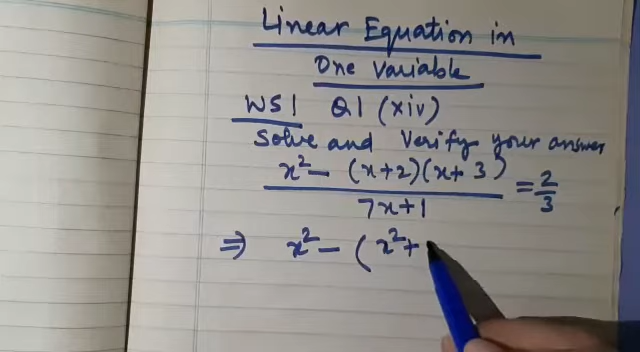 Linear Equation in
One Variable
WS1 Q1 (xiv)
Solve and Verify your answer
x² - (x+2)(x+3) / 7x+1 = 2/3
⇒ x² - (x²+